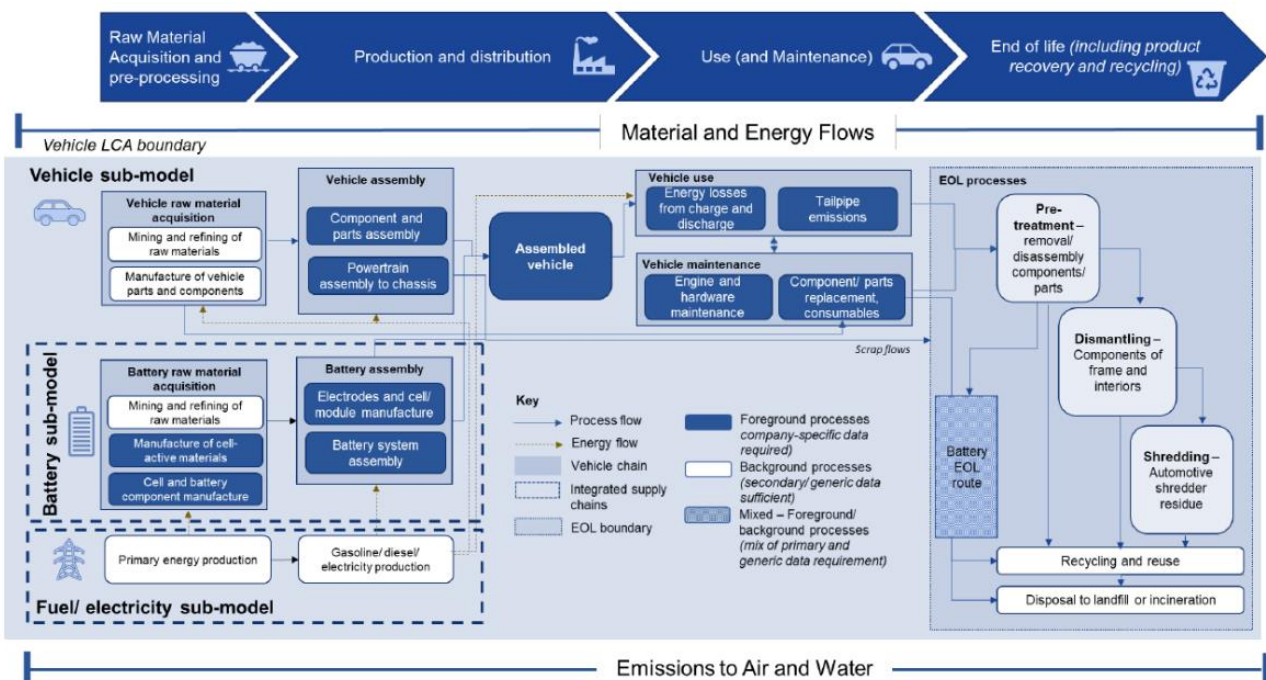 Raw Material
Acquisition and
pre-processing
Production and distribution
Use (and Maintenance)
End of life (including product
recovery and recycling)
Material and Energy Flows
Vehicle LCA boundary
Vehicle sub-model
Vehicle raw material
acquisition
Mining and refining of
raw materials
Manufacture of vehicle
parts and components
Vehicle assembly
Component and
parts assembly
Powertrain
assembly to chassis
Assembled
vehicle
Vehicle use
Energy losses
from charge and
discharge
Tailpipe
emissions
Vehicle maintenance
Engine and
hardware
maintenance
Component/ parts
replacement,
consumables
Scrap flows
EOL processes
Pre-
treatment –
removal/
disassembly
components/
parts
Dismantling –
Components of
frame and
interiors
Shredding –
Automotive
shredder
residue
Battery
EOL
route
Recycling and reuse
Disposal to landfill or incineration
Battery sub-model
Battery raw material
acquisition
Mining and refining of
raw materials
Manufacture of cell-
active materials
Cell and battery
component manufacture
Battery assembly
Electrodes and cell/
module manufacture
Battery system
assembly
Primary energy production
Gasoline/ diesel/
electricity production
Fuel/ electricity sub-model
Key
Process flow
Energy flow
Vehicle chain
Integrated supply
chains
EOL boundary
Foreground processes
company-specific data
required)
Background processes
(secondary/ generic data
sufficient)
Mixed – Foreground/
background processes
(mix of primary and
generic data requirement)
Emissions to Air and Water